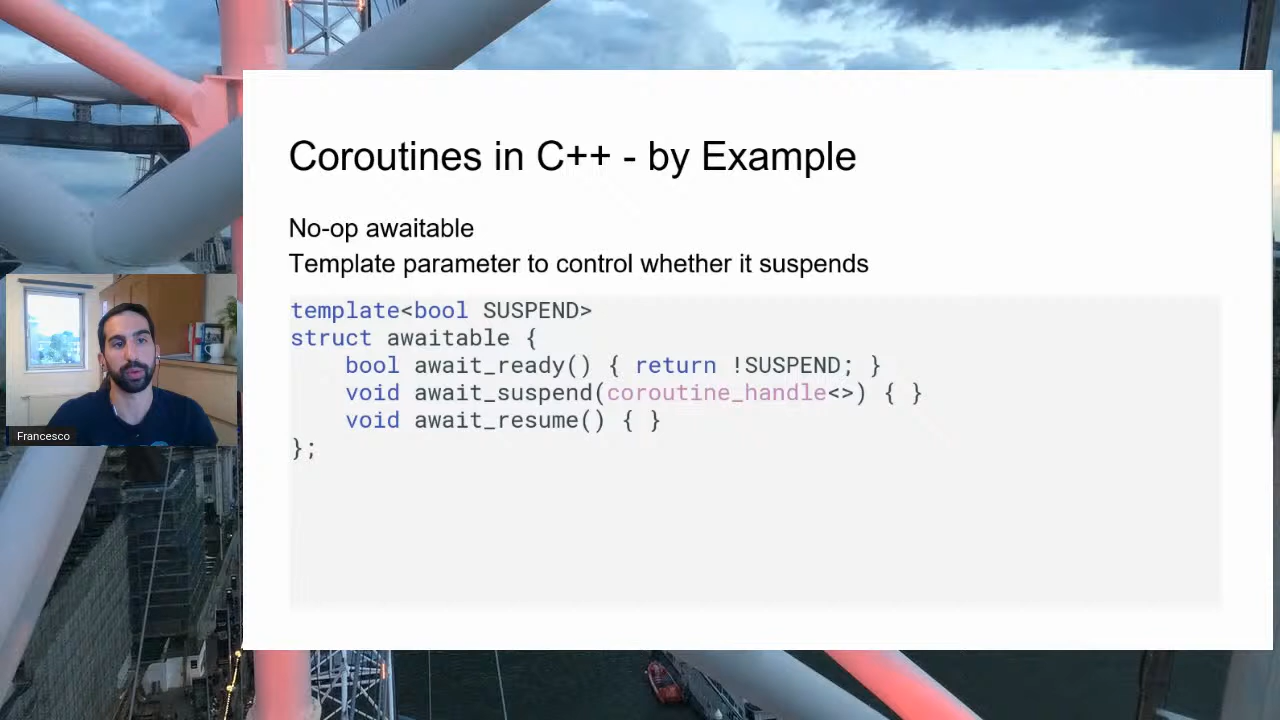 Coroutines in C++ - by Example
No-op awaitable
Template parameter to control whether it suspends
template<bool SUSPEND>
struct awaitable {
    bool await_ready() { return !SUSPEND; }
    void await_suspend(coroutine_handle<>) { }
    void await_resume() { }
};
Francesco